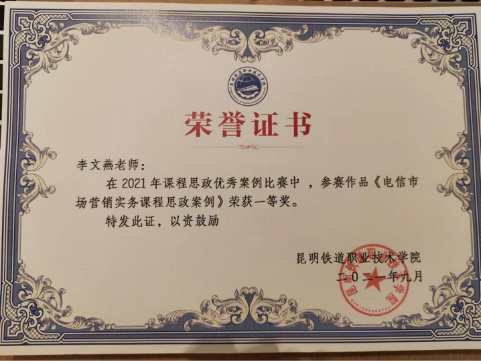 荣誉证书
李文燕老师：
在2021年课程思政优秀案例比赛中，参赛作品《电信市
场营销实务课程思政案例》荣获一等奖。
特发此证，以资鼓励
昆明铁道职业技术学院
二〇二一年九月